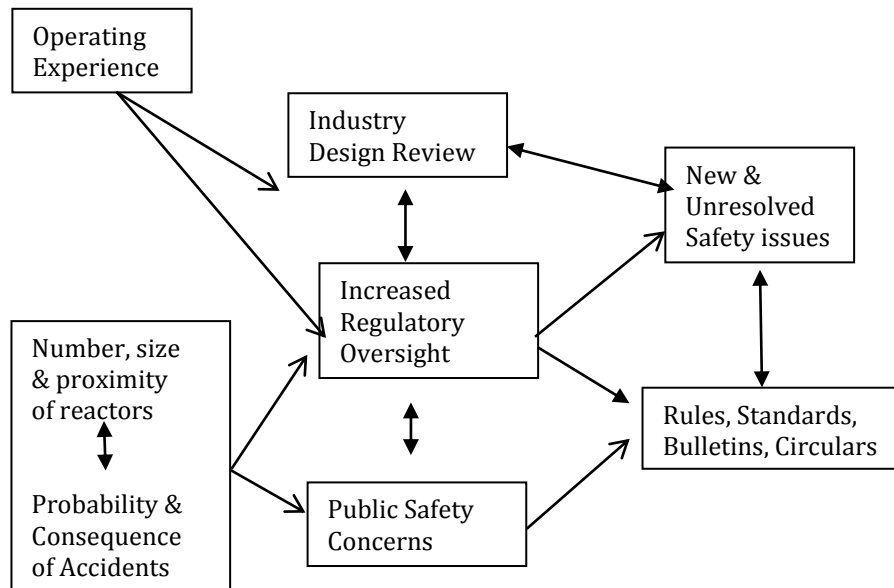 Operating
Experience
Industry
Design Review
New &
Unresolved
Safety issues
Increased
Regulatory
Oversight
Number, size
& proximity
of reactors
Rules, Standards,
Bulletins, Circulars
Probability &
Consequence
of Accidents
Public Safety
Concerns